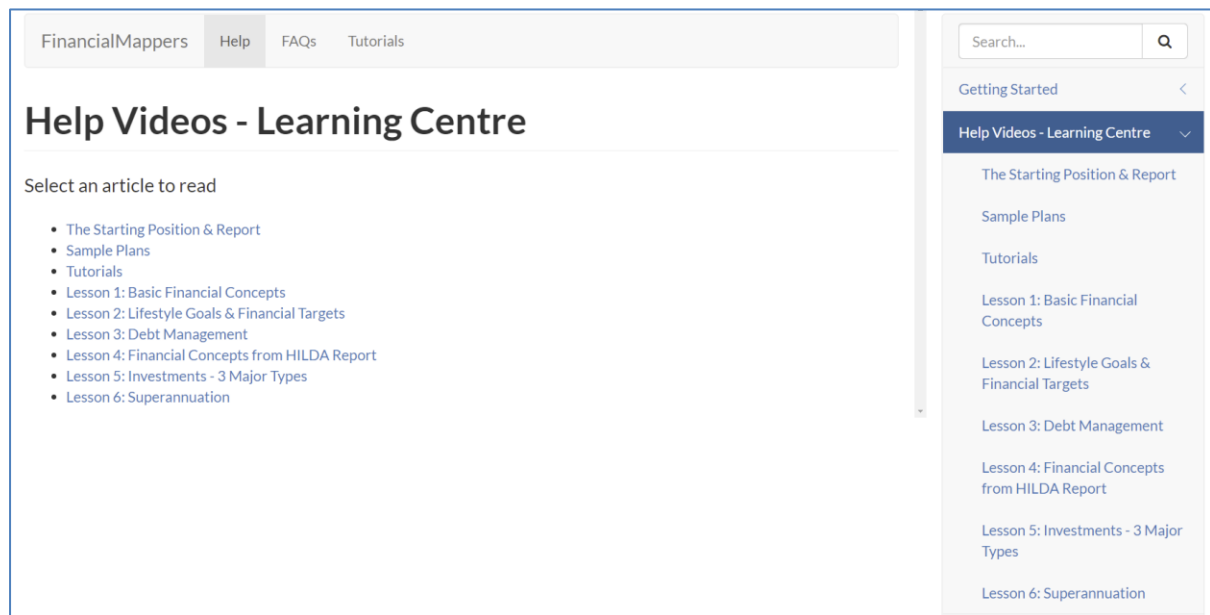 FinancialMappers Help FAQs Tutorials
Help Videos - Learning Centre
Select an article to read
The Starting Position & Report
Sample Plans
Tutorials
Lesson 1: Basic Financial Concepts
Lesson 2: Lifestyle Goals & Financial Targets
Lesson 3: Debt Management
Lesson 4: Financial Concepts from HILDA Report
Lesson 5: Investments - 3 Major Types
Lesson 6: Superannuation
Search...
Getting Started
Help Videos - Learning Centre
The Starting Position & Report
Sample Plans
Tutorials
Lesson 1: Basic Financial
Concepts
Lesson 2: Lifestyle Goals &
Financial Targets
Lesson 3: Debt Management
Lesson 4: Financial Concepts
from HILDA Report
Lesson 5: Investments - 3 Major
Types
Lesson 6: Superannuation